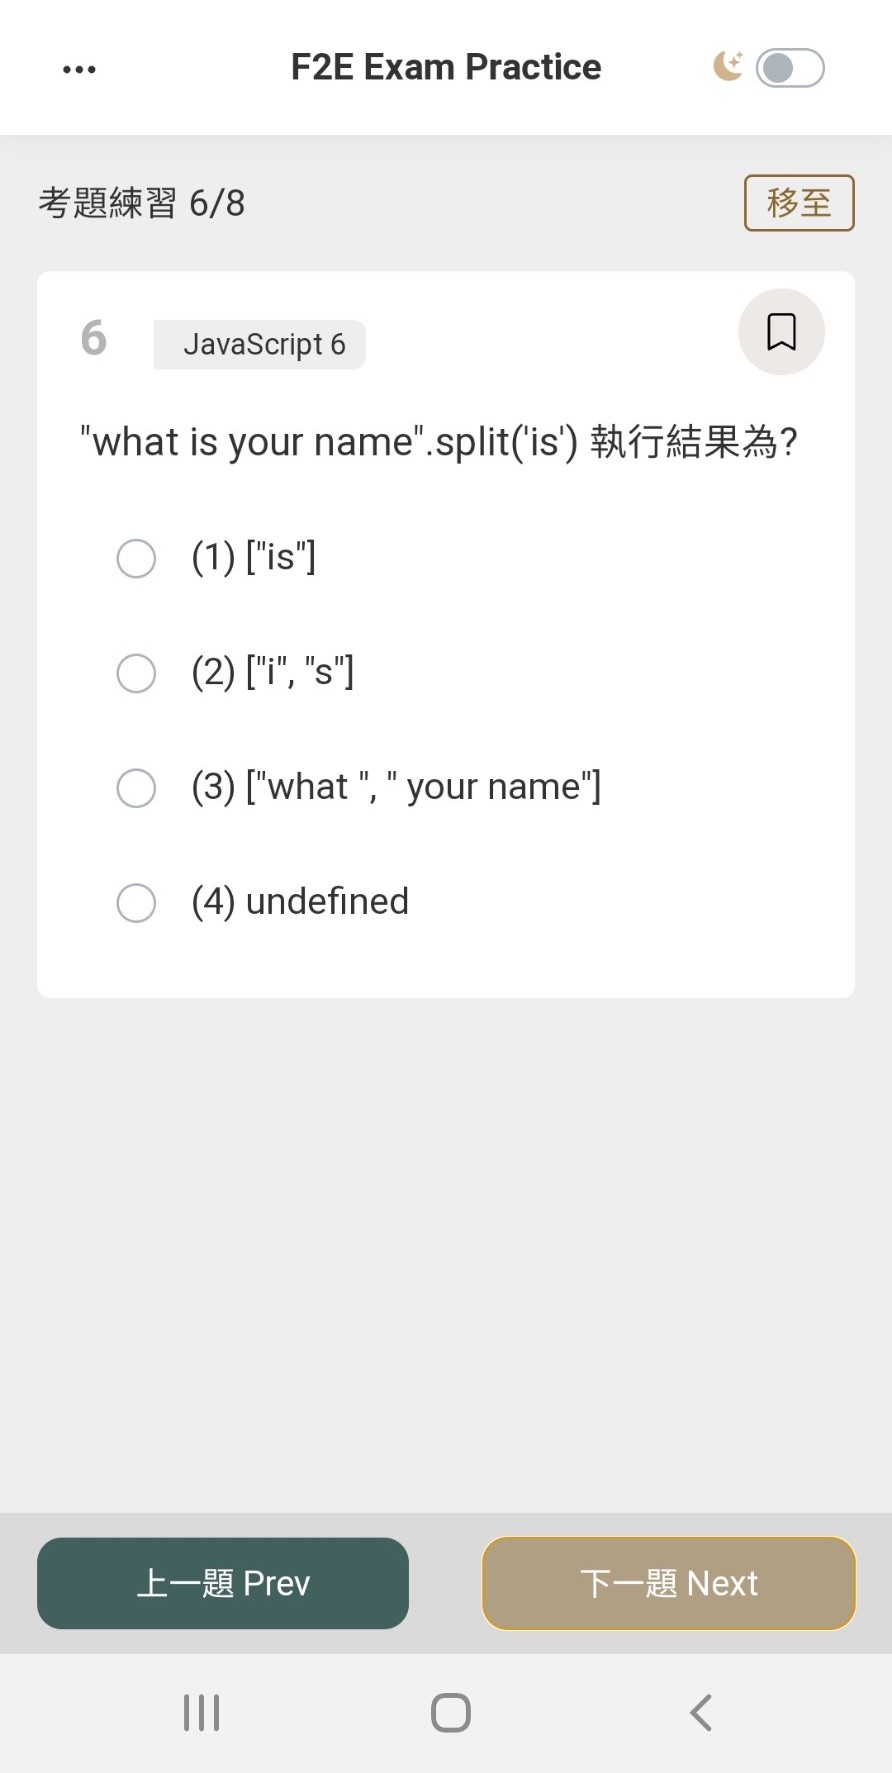 F2E Exam Practice
考題練習 6/8
移至
6
JavaScript 6
"what is your name".split('is') 執行結果為?
(1) ["is"]
(2) ["i", "s"]
(3) ["what ", " your name"]
(4) undefined
上一題 Prev
下一題 Next